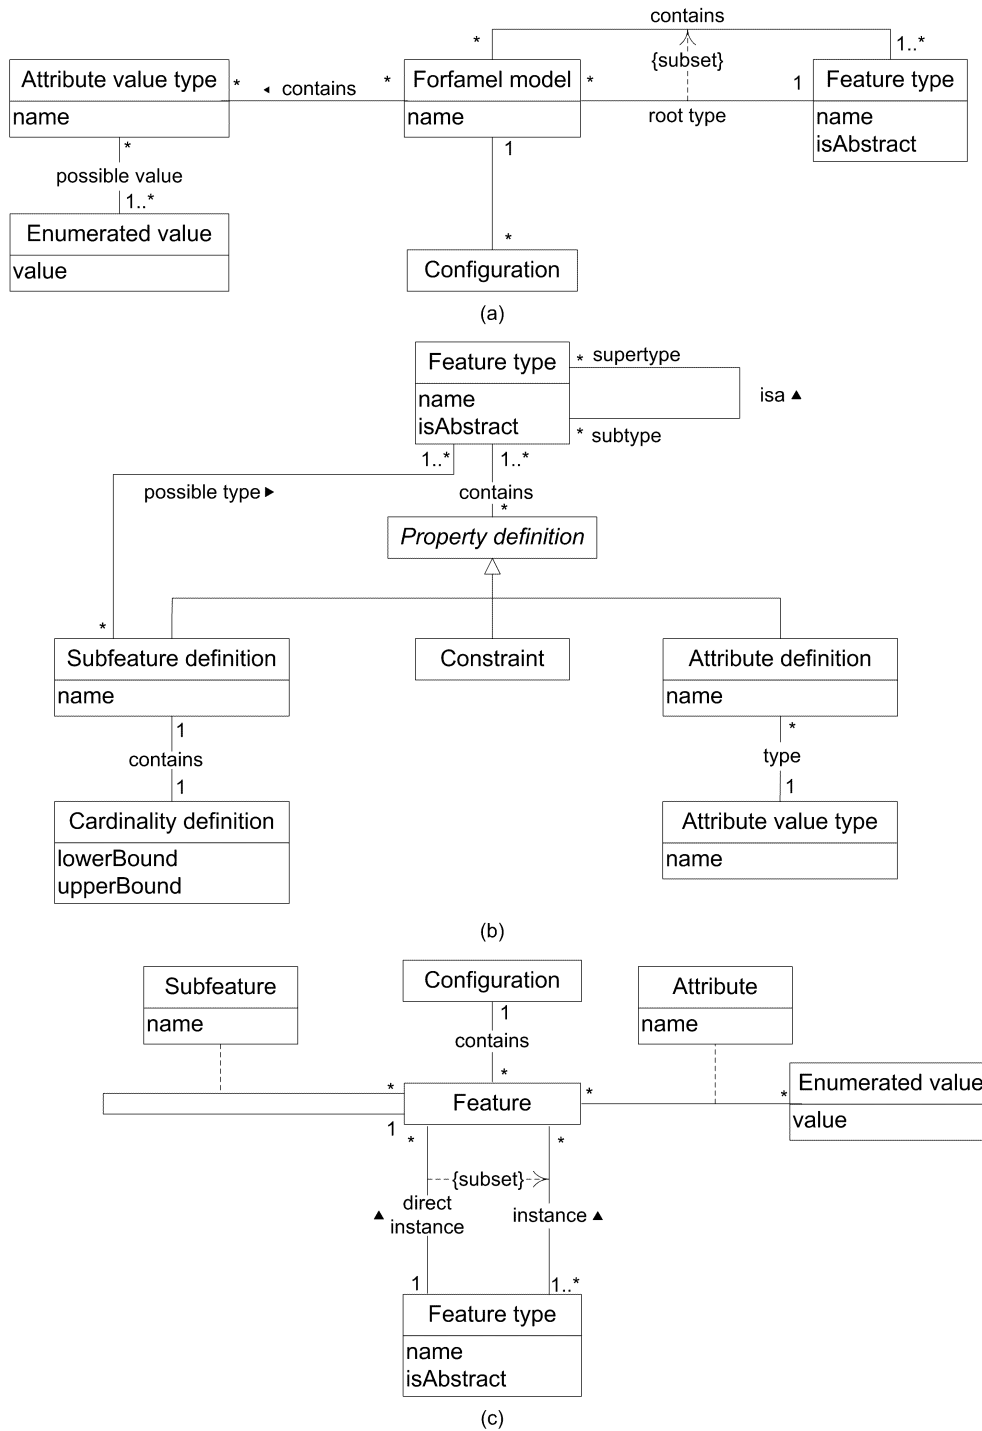 contains
*
1..*
{subset}
Attribute value type
*
◂ contains
*
Forfamel model
*
1
Feature type
name
name
root type
name
isAbstract
*
possible value
1..*
1
Enumerated value
value
*
Configuration
(a)
Feature type
* supertype
name
isAbstract
isa ▲
* subtype
1..*
1..*
possible type ▶
contains
*
Property definition
*
Subfeature definition
Constraint
Attribute definition
name
name
1
*
contains
type
1
1
Cardinality definition
Attribute value type
lowerBound
upperBound
name
(b)
Subfeature
Configuration
Attribute
name
1
name
contains
*
*
Feature
*
*
Enumerated value
value
1
*
*
{subset}
▲ direct
instance
instance ▲
1
1..*
Feature type
name
isAbstract
(c)